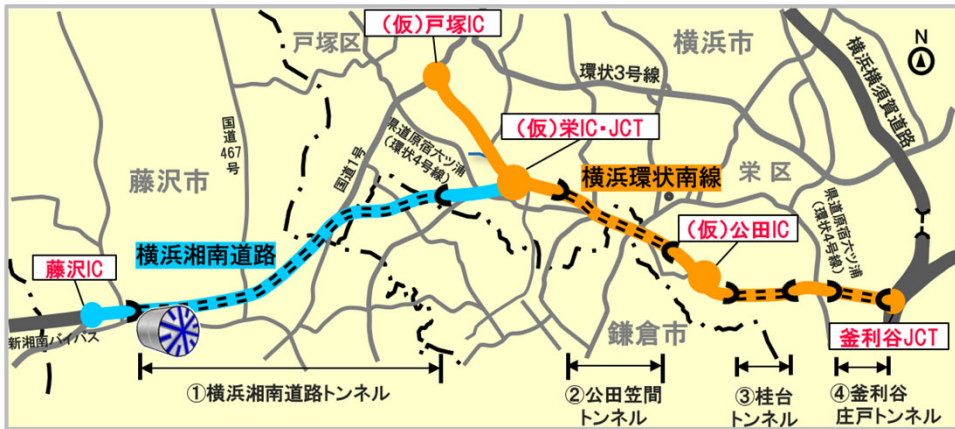 (仮)戸塚IC
戸塚区
横浜市
N
環状3号線
横浜横須賀道路
(仮)栄IC・JCT
県道原宿六ツ浦
(環状4号線)
国道1号
国道
467
号
藤沢市
横浜環状南線
栄区
県道原宿六ツ浦
(環状4号線)
(仮)公田IC
横浜湘南道路
藤沢IC
新湘南バイパス
鎌倉市
釜利谷JCT
①横浜湘南道路トンネル
②公田笠間
トンネル
③桂台
トンネル
④釜利谷
庄戸トンネル